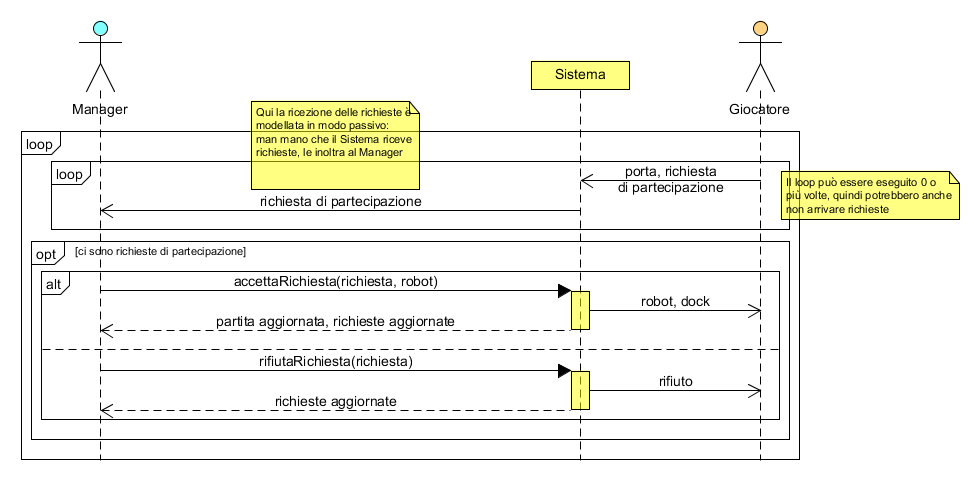 Manager
Sistema
Giocatore
Qui la ricezione delle richieste è
modellata in modo passivo:
man mano che il Sistema riceve
richieste, le inoltra al Manager
loop
loop
porta, richiesta
di partecipazione
Il loop può essere eseguito 0 o
più volte, quindi potrebbero anche
non arrivare richieste
richiesta di partecipazione
opt
[ci sono richieste di partecipazione]
alt
accettaRichiesta(richiesta, robot)
robot, dock
partita aggiornata, richieste aggiornate
rifiutaRichiesta(richiesta)
rifiuto
richieste aggiornate